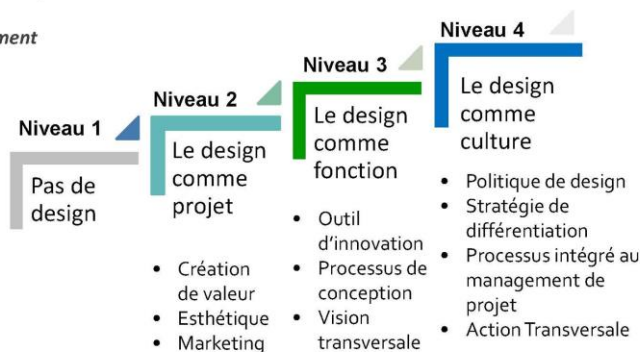 Niveau 1
Pas de
design
Niveau 2
Le design
comme
projet
• Création
de valeur
• Esthétique
• Marketing
Niveau 3
Le design
comme
fonction
• Outil
d'innovation
• Processus de
conception
• Vision
transversale
Niveau 4
Le design
comme
culture
• Politique de design
• Stratégie de
différentiation
• Processus intégré au
management de
projet
• Action Transversale